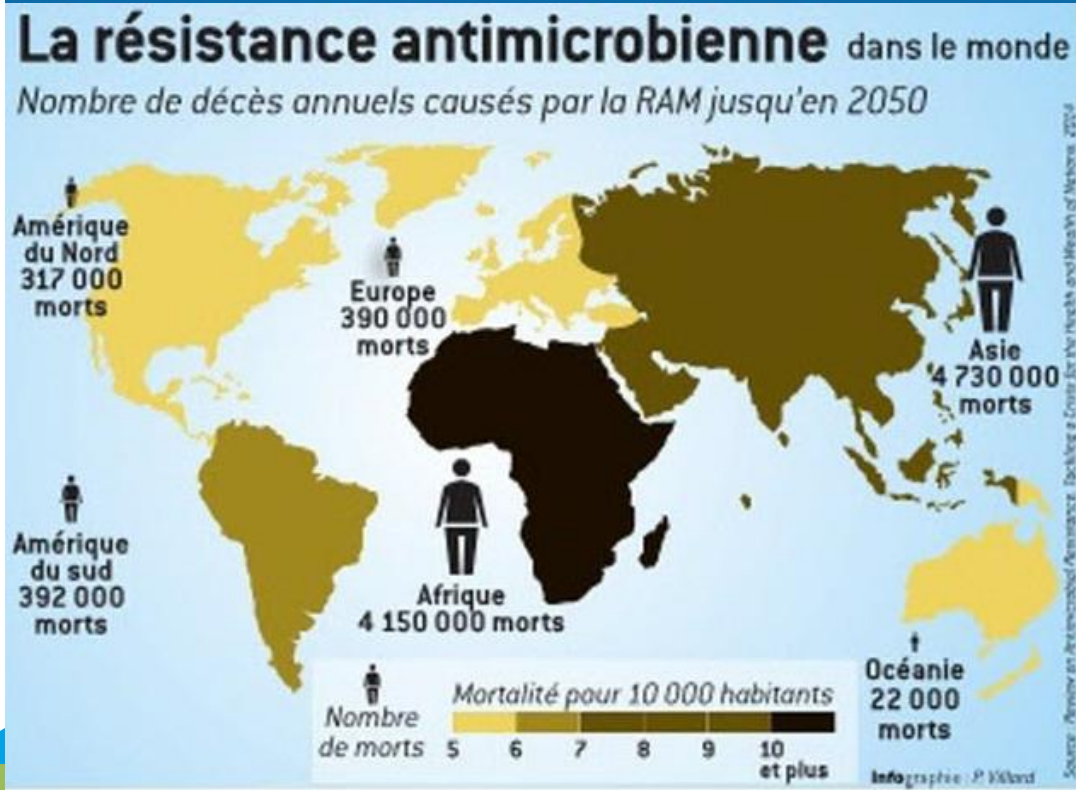 La résistance antimicrobienne dans le monde
Nombre de décès annuels causés par la RAM jusqu'en 2050
Amérique
du Nord
317 000
morts
Europe
390 000
morts
Asie
4 730 000
morts
Amérique
du sud
392 000
morts
Afrique
4 150 000 morts
Océanie
22 000
morts
Nombre
de morts
Mortalité pour 10 000 habitants
5 6 7 8 9 10
et plus
Infographie : P. Villard